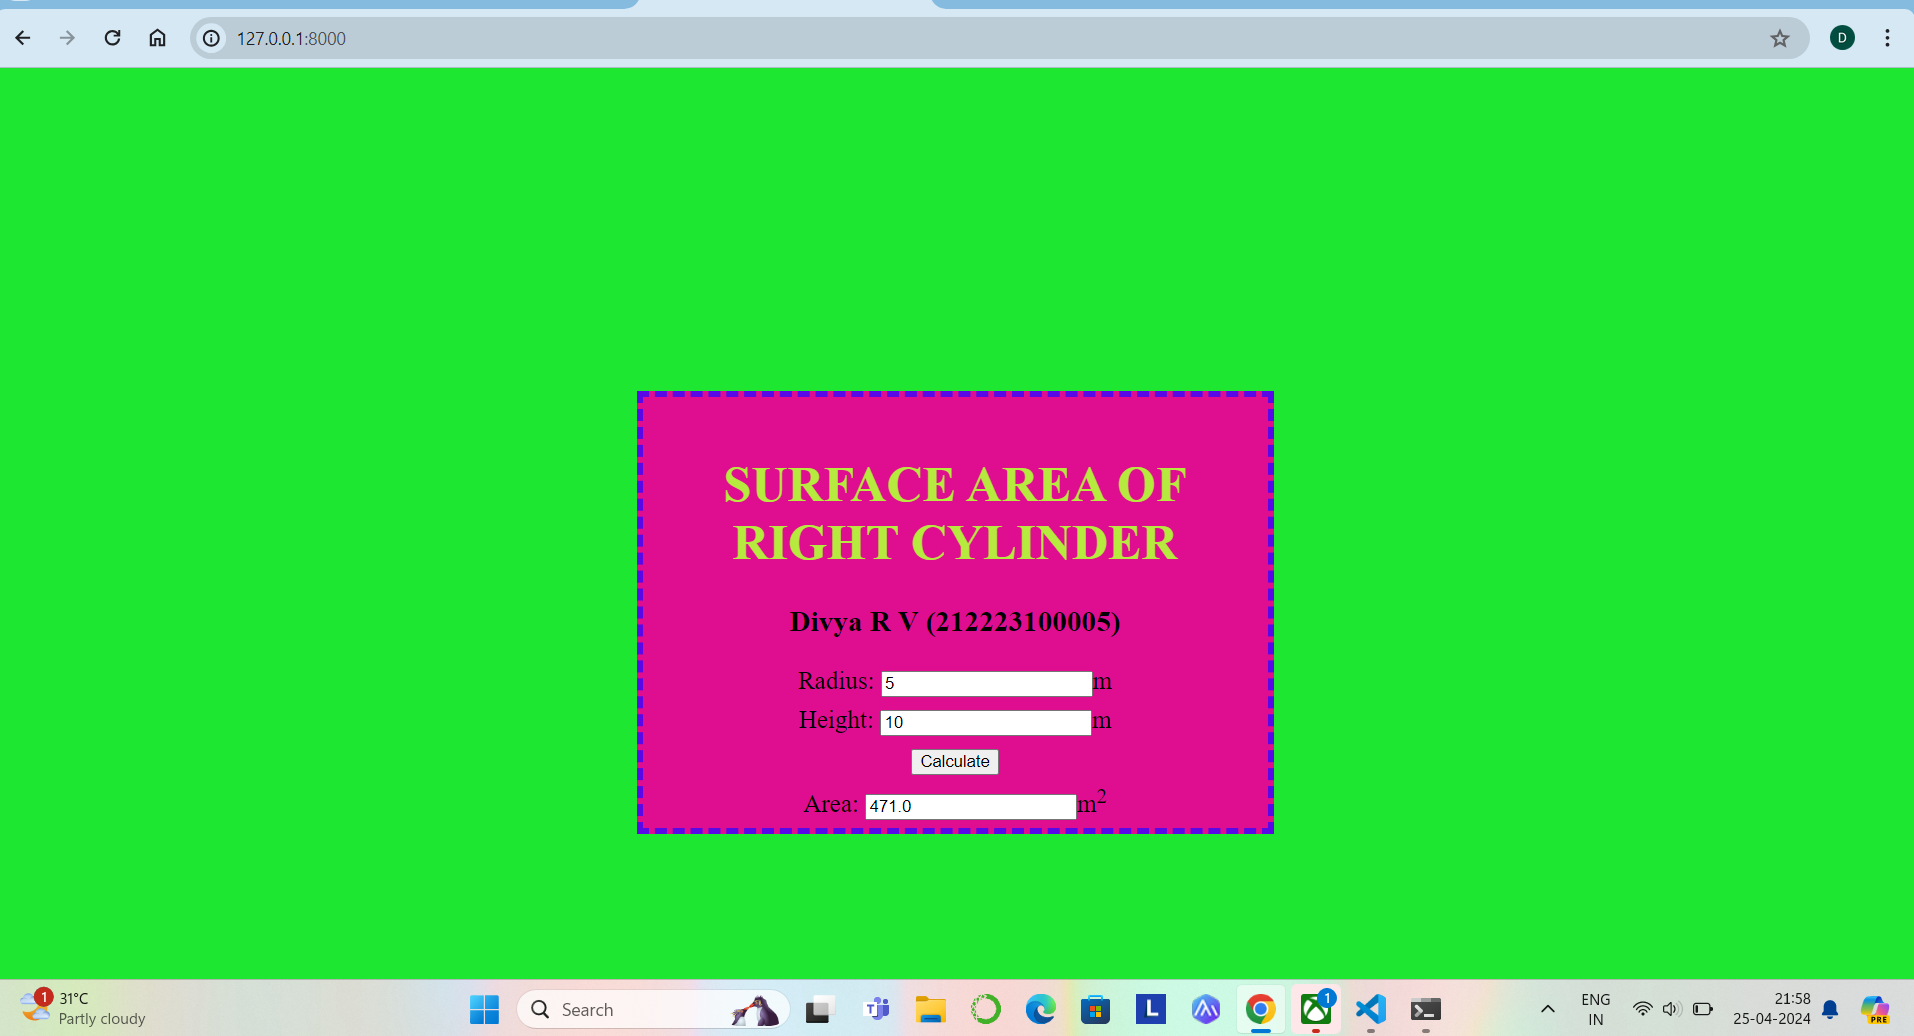 127.0.0.1:8000
D
SURFACE AREA OF
RIGHT CYLINDER
Divya R V (212223100005)
Radius: 5 m
Height: 10 m
Calculate
Area: 471.0 m²
1
31°C
Partly cloudy
Search
L
1
ENG
IN
21:58
25-04-2024
PRE